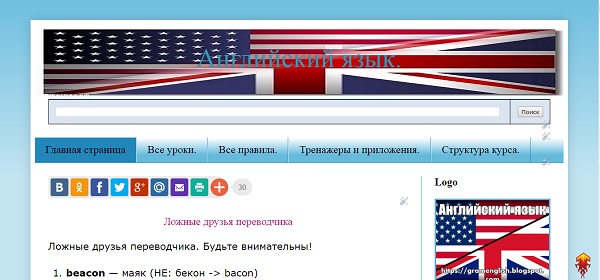 Английский язык.
Поиск
Главная страница Все уроки. Все правила. Тренажеры и приложения. Структура курса.
30
Ложные друзья переводчика
Ложные друзья переводчика. Будьте внимательны!
1. beacon — маяк (НЕ: бекон -> bacon)
Logo
Английский язык
https://gramenglish.blogspot.
com